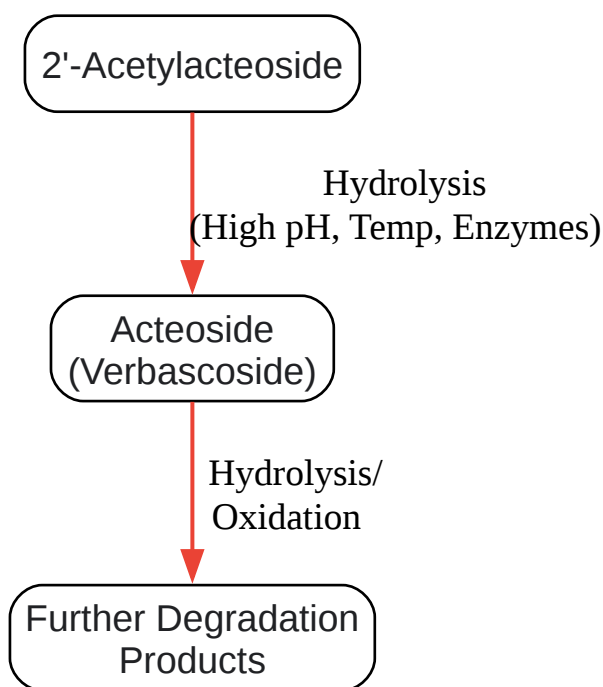 2'-Acetylacteoside
Hydrolysis
(High pH, Temp, Enzymes)
Acteoside
(Verbascoside)
Hydrolysis/
Oxidation
Further Degradation
Products